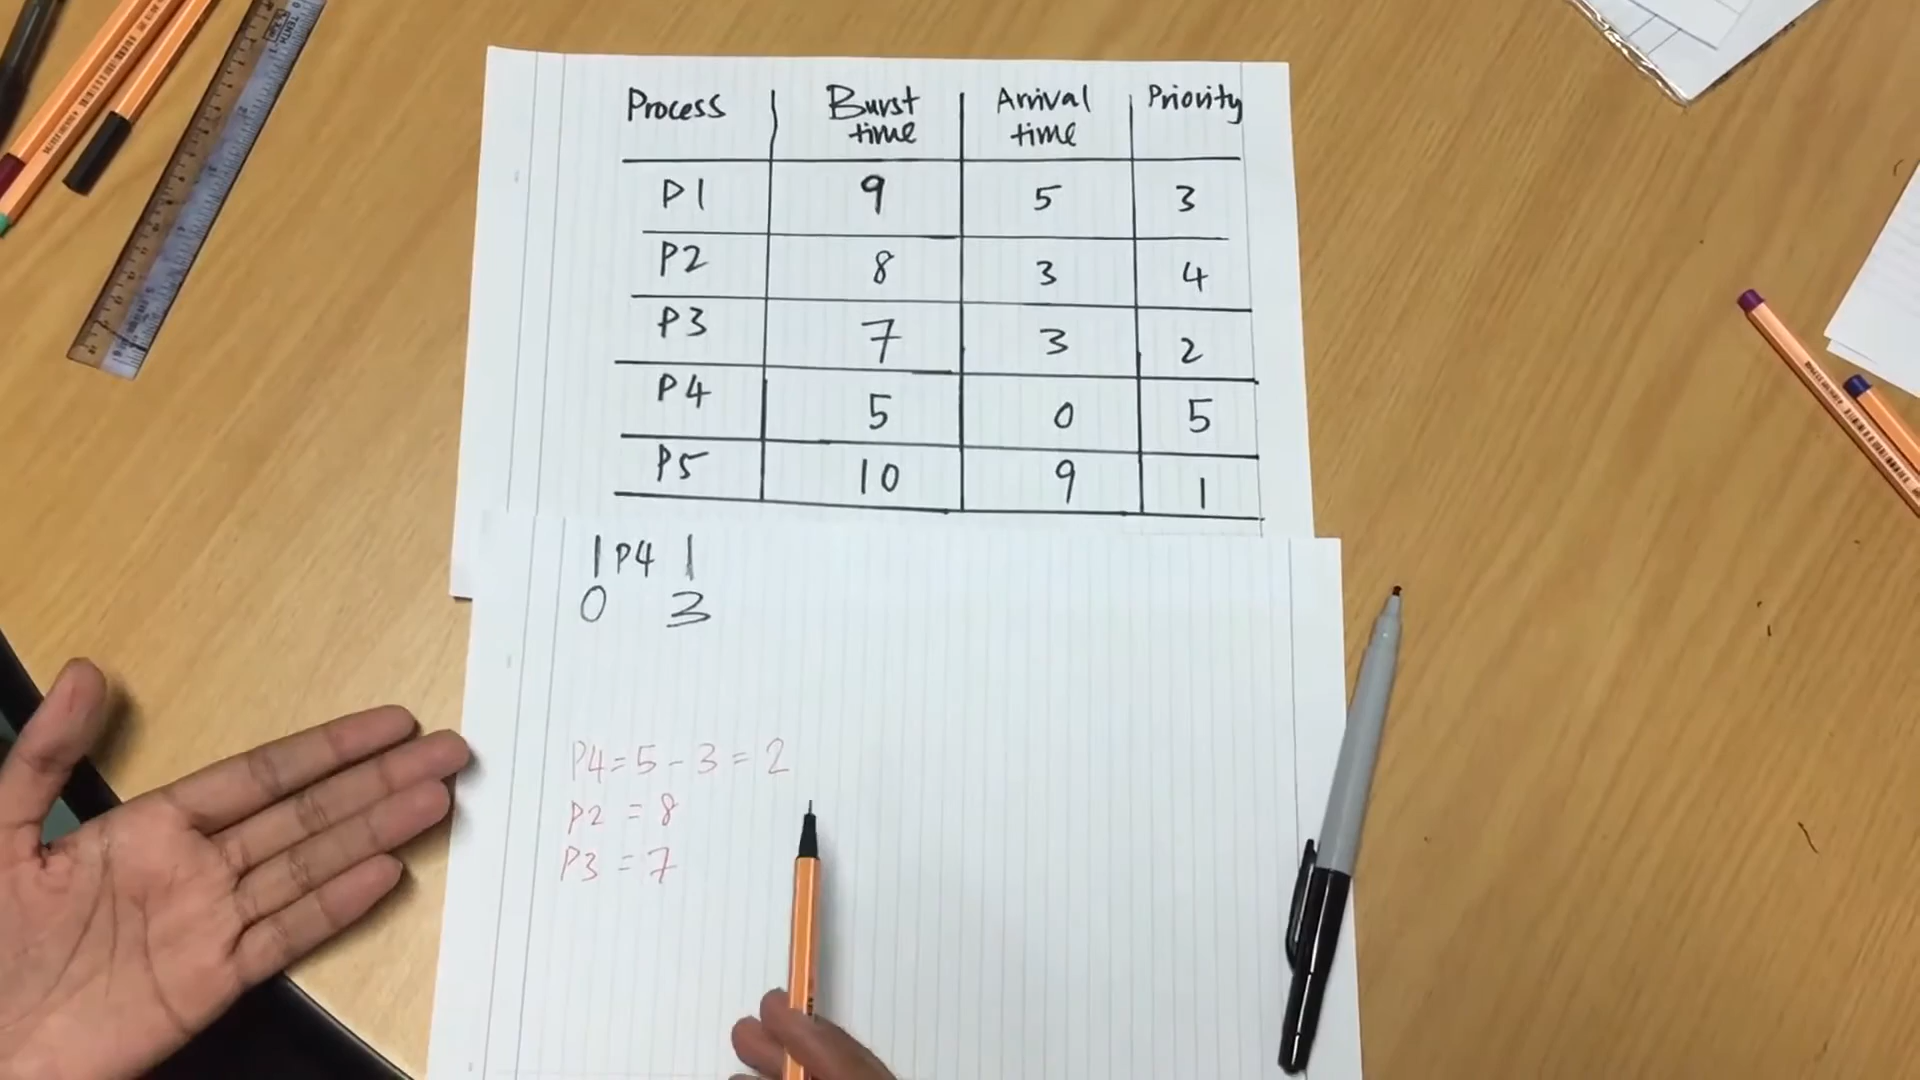 Process Burst time Arrival time Priority
P1 9 5 3
P2 8 3 4
P3 7 3 2
P4 5 0 5
P5 10 9 1
| P4 |
0 3
P4 = 5 - 3 = 2
P2 = 8
P3 = 7